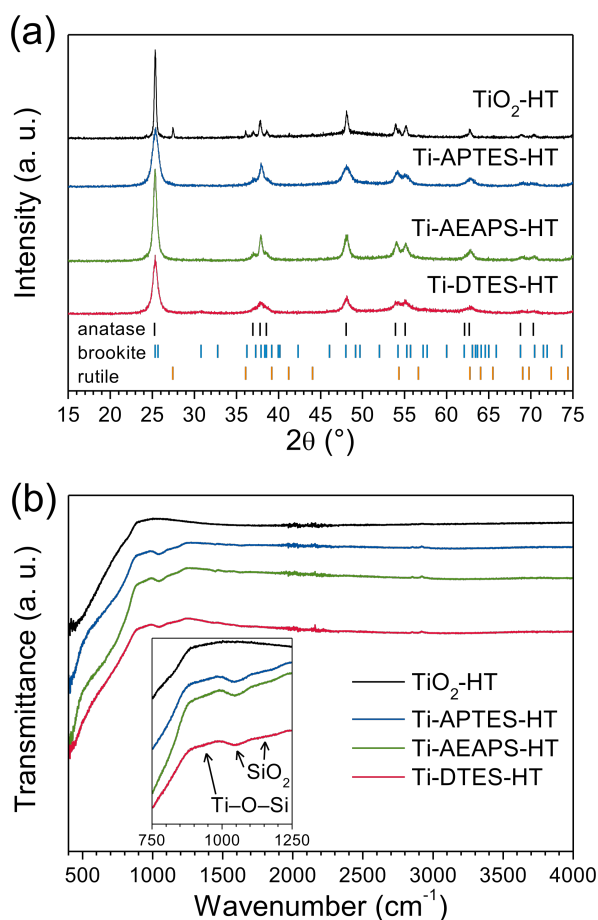 (a)
Intensity (a. u.)
TiO₂-HT
Ti-APTES-HT
Ti-AEAPS-HT
Ti-DTES-HT
anatase
brookite
rutile
15 20 25 30 35 40 45 50 55 60 65 70 75
2θ (°)
(b)
Transmittance (a. u.)
TiO₂-HT
Ti-APTES-HT
Ti-AEAPS-HT
Ti-DTES-HT
SiO₂
Ti–O–Si
750 1000 1250
500 1000 1500 2000 2500 3000 3500 4000
Wavenumber (cm⁻¹)